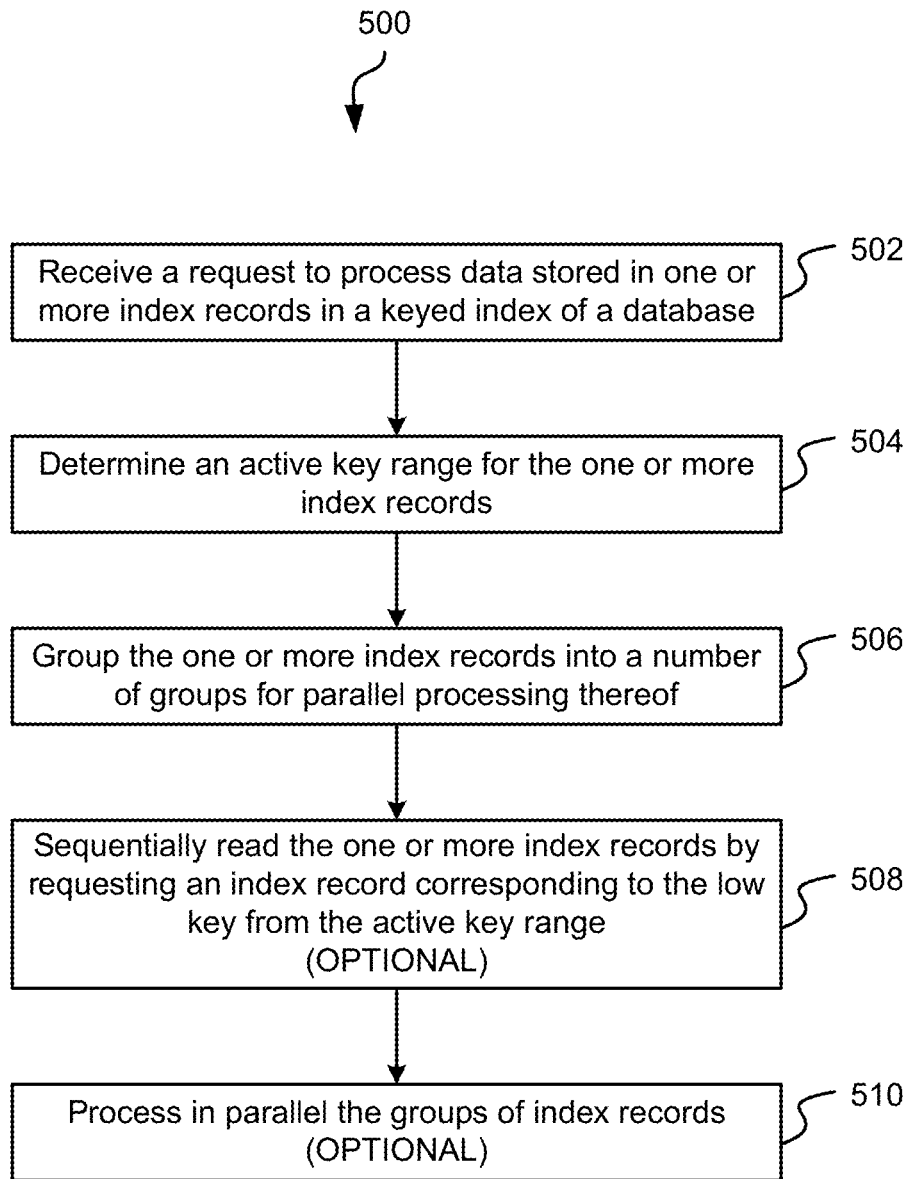 500
Receive a request to process data stored in one or
more index records in a keyed index of a database
502
Determine an active key range for the one or more
index records
504
Group the one or more index records into a number
of groups for parallel processing thereof
506
Sequentially read the one or more index records by
requesting an index record corresponding to the low
key from the active key range
(OPTIONAL)
508
Process in parallel the groups of index records
(OPTIONAL)
510